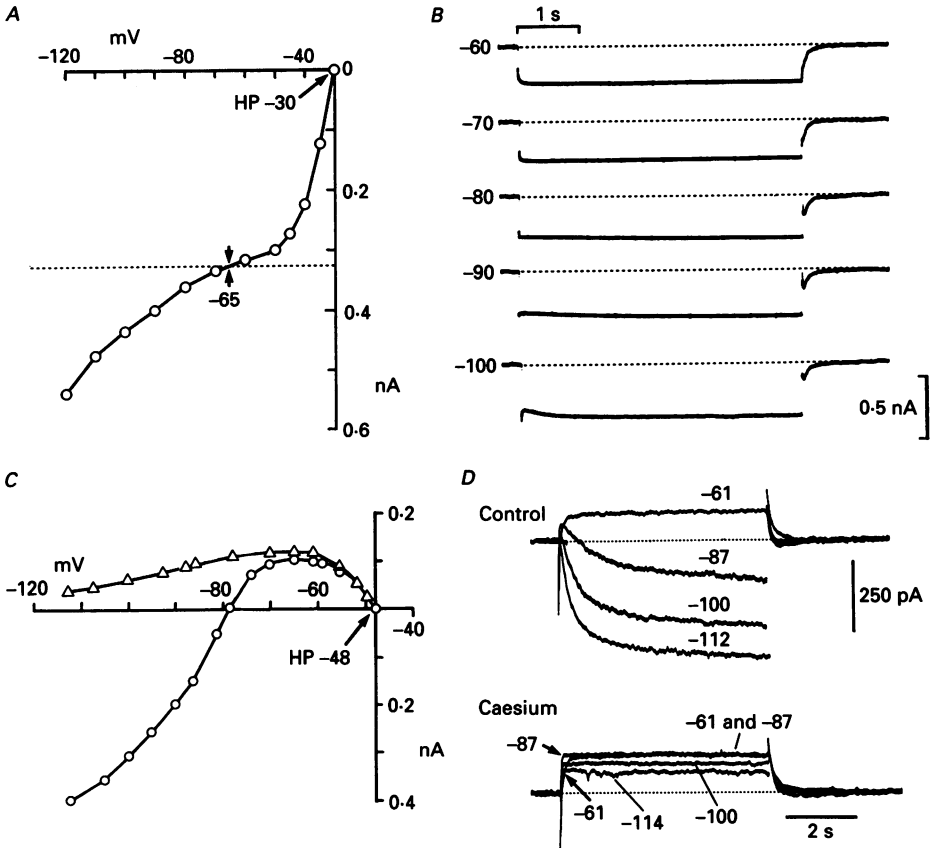 A
mV
−120
−80
−40
0
HP −30
0·2
−65
0·4
nA
0·6
B
1 s
−60
−70
−80
−90
−100
0·5 nA
C
0·2
mV
−120
−80
−60
−40
HP −48
0·2
nA
0·4
D
Control
−61
−87
−100
−112
250 pA
Caesium
−61 and −87
−87
−61
−114
−100
2 s